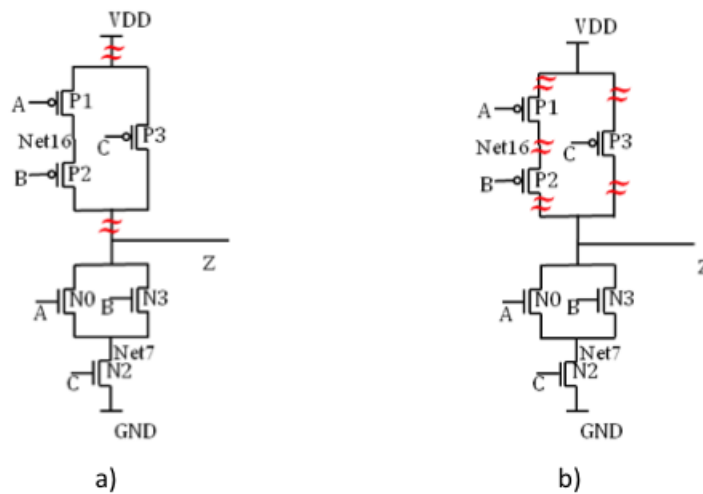 VDD
A P1
Net16 C P3
B P2
Z
A N0 B N3
Net7
C N2
GND
a)
VDD
A P1
Net16 C P3
B P2
A N0 B N3
Net7
C N2
GND
b)